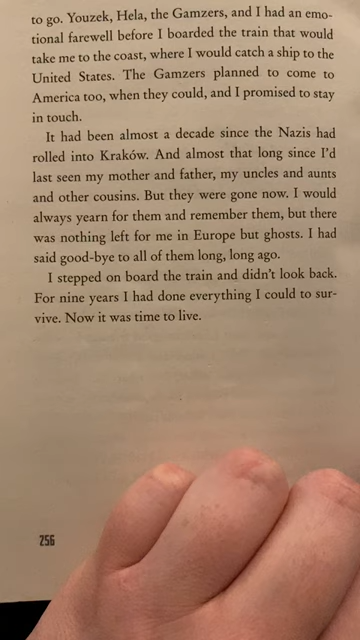 to go. Youzek, Hela, the Gamzers, and I had an emo-
tional farewell before I boarded the train that would
take me to the coast, where I would catch a ship to the
United States. The Gamzers planned to come to
America too, when they could, and I promised to stay
in touch.
It had been almost a decade since the Nazis had
rolled into Kraków. And almost that long since I'd
last seen my mother and father, my uncles and aunts
and other cousins. But they were gone now. I would
always yearn for them and remember them, but there
was nothing left for me in Europe but ghosts. I had
said good-bye to all of them long, long ago.
I stepped on board the train and didn't look back.
For nine years I had done everything I could to sur-
vive. Now it was time to live.
256